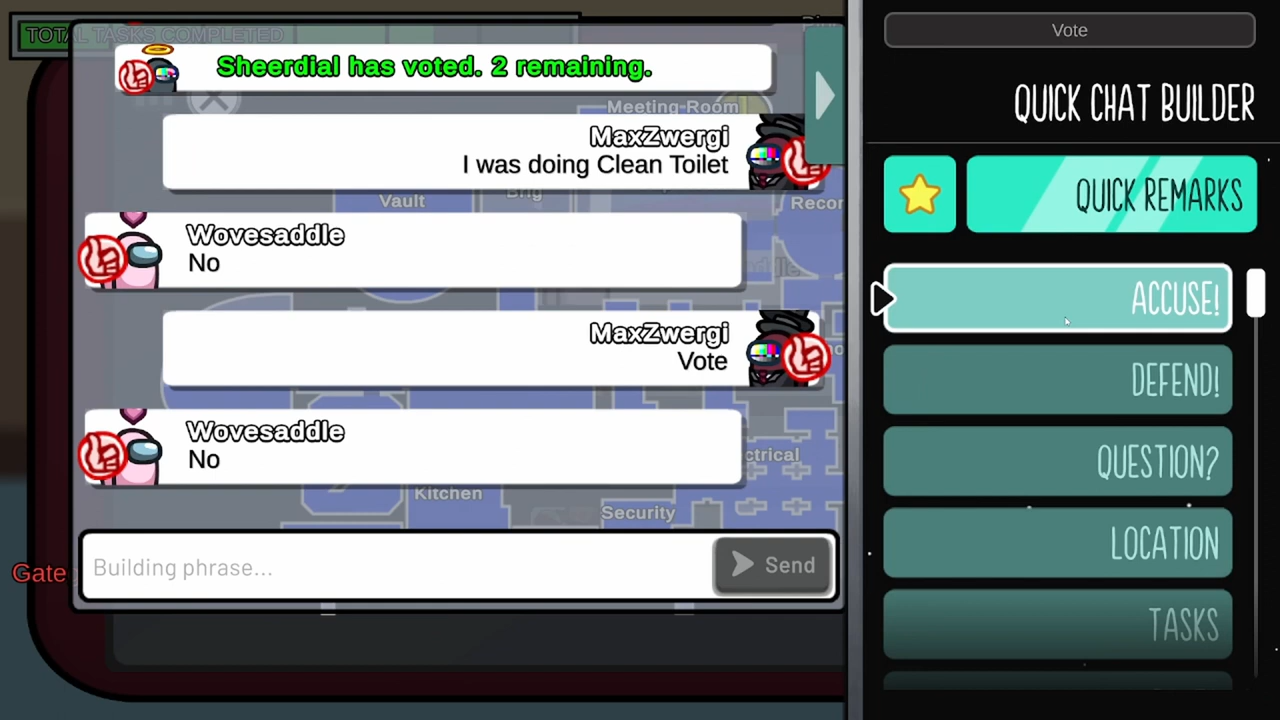 TOTAL TASKS COMPLETED
Sheerdial has voted. 2 remaining.
Meeting Room
MaxZwergi
I was doing Clean Toilet
Vault
Brig
Wovesaddle
No
MaxZwergi
Vote
Wovesaddle
No
Kitchen
Security
Building phrase...
Send
Gate
Vote
QUICK CHAT BUILDER
QUICK REMARKS
ACCUSE!
DEFEND!
QUESTION?
LOCATION
TASKS